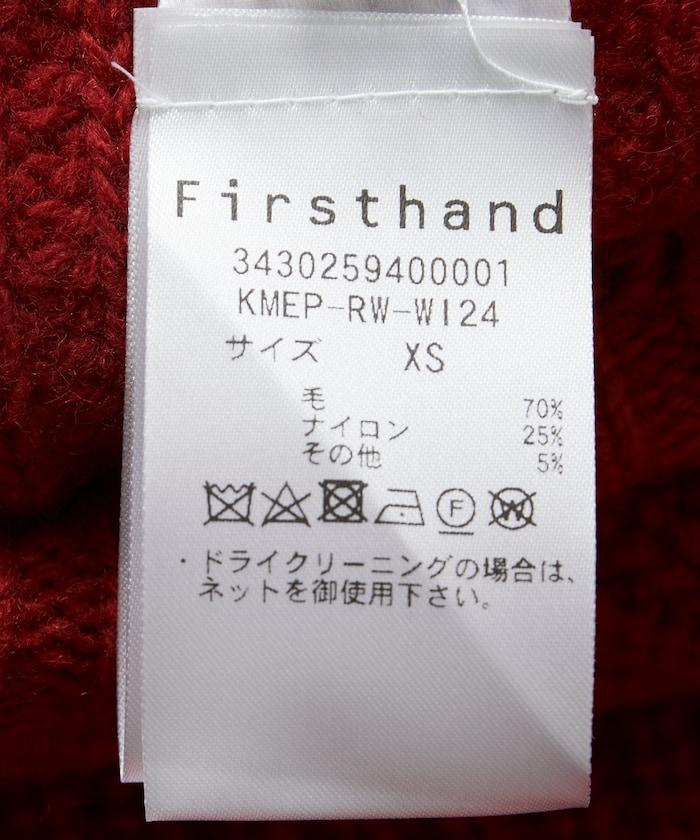 Firsthand
3430259400001
KMEP-RW-WI24
サイズ XS
毛 70%
ナイロン 25%
その他 5%
F W
・ドライクリーニングの場合は、
ネットを御使用下さい。